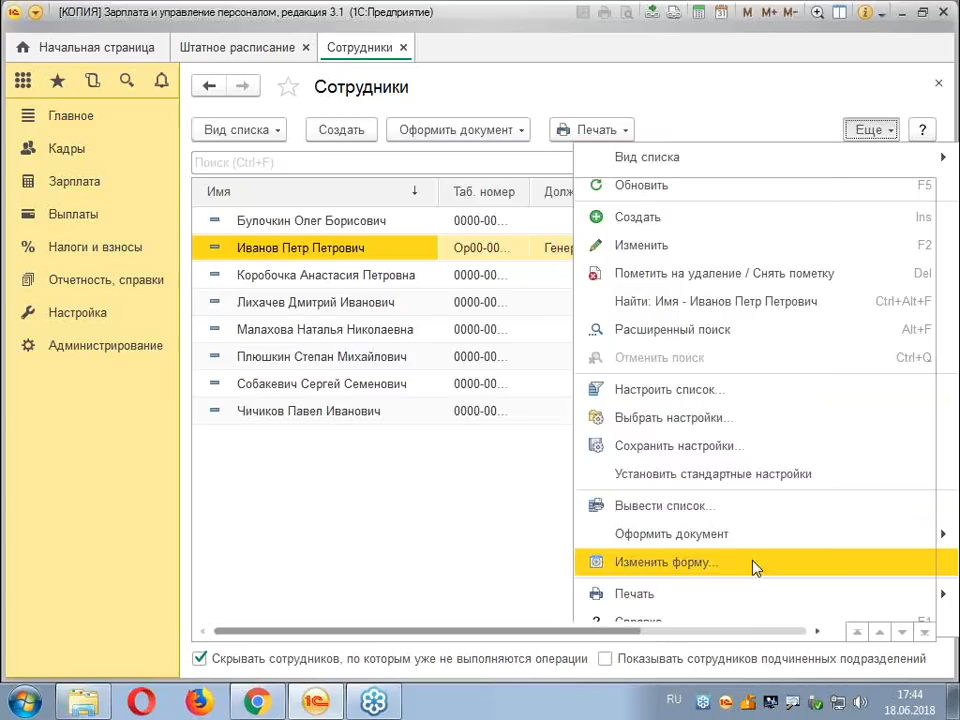 [КОПИЯ] Зарплата и управление персоналом, редакция 3.1 (1С:Предприятие)
M M+ M-
Начальная страница
Штатное расписание
Сотрудники
Сотрудники
Вид списка
Создать
Оформить документ
Печать
Еще
?
Поиск (Ctrl+F)
Имя
Таб. номер
Долж
Булочкин Олег Борисович
0000-00...
Иванов Петр Петрович
Ор00-00...
Генер
Коробочка Анастасия Петровна
0000-00...
Лихачев Дмитрий Иванович
0000-00...
Малахова Наталья Николаевна
0000-00...
Плюшкин Степан Михайлович
0000-00...
Собакевич Сергей Семенович
0000-00...
Чичиков Павел Иванович
0000-00...
Главное
Кадры
Зарплата
Выплаты
Налоги и взносы
Отчетность, справки
Настройка
Администрирование
Вид списка
Обновить F5
Создать Ins
Изменить F2
Пометить на удаление / Снять пометку Del
Найти: Имя - Иванов Петр Петрович Ctrl+Alt+F
Расширенный поиск Alt+F
Отменить поиск Ctrl+Q
Настроить список...
Выбрать настройки...
Сохранить настройки...
Установить стандартные настройки
Вывести список...
Оформить документ
Изменить форму...
Печать
Справка F1
Скрывать сотрудников, по которым уже не выполняются операции
Показывать сотрудников подчиненных подразделений
RU
17:44
18.06.2018